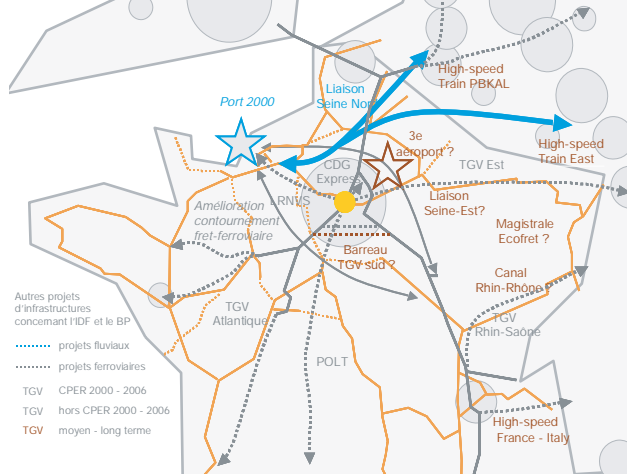 High-speed
Train PBKAL
Liaison
Seine Nord
Port 2000
3e
aéroport ?
High-speed
Train East
CDG
Express
TGV Est
LRNVS
Amélioration
contournement
fret-ferroviaire
Liaison
Seine-Est?
Magistrale
Ecofret ?
Barreau
TGV sud ?
Canal
Rhin-Rhône
Autres projets
d'infrastructures
concernant l'IDF et le BP
TGV
Atlantique
TGV
Rhin-Saône
projets fluviaux
projets ferroviaires
POLT
TGV CPER 2000 - 2006
TGV hors CPER 2000 - 2006
TGV moyen - long terme
High-speed
France - Italy